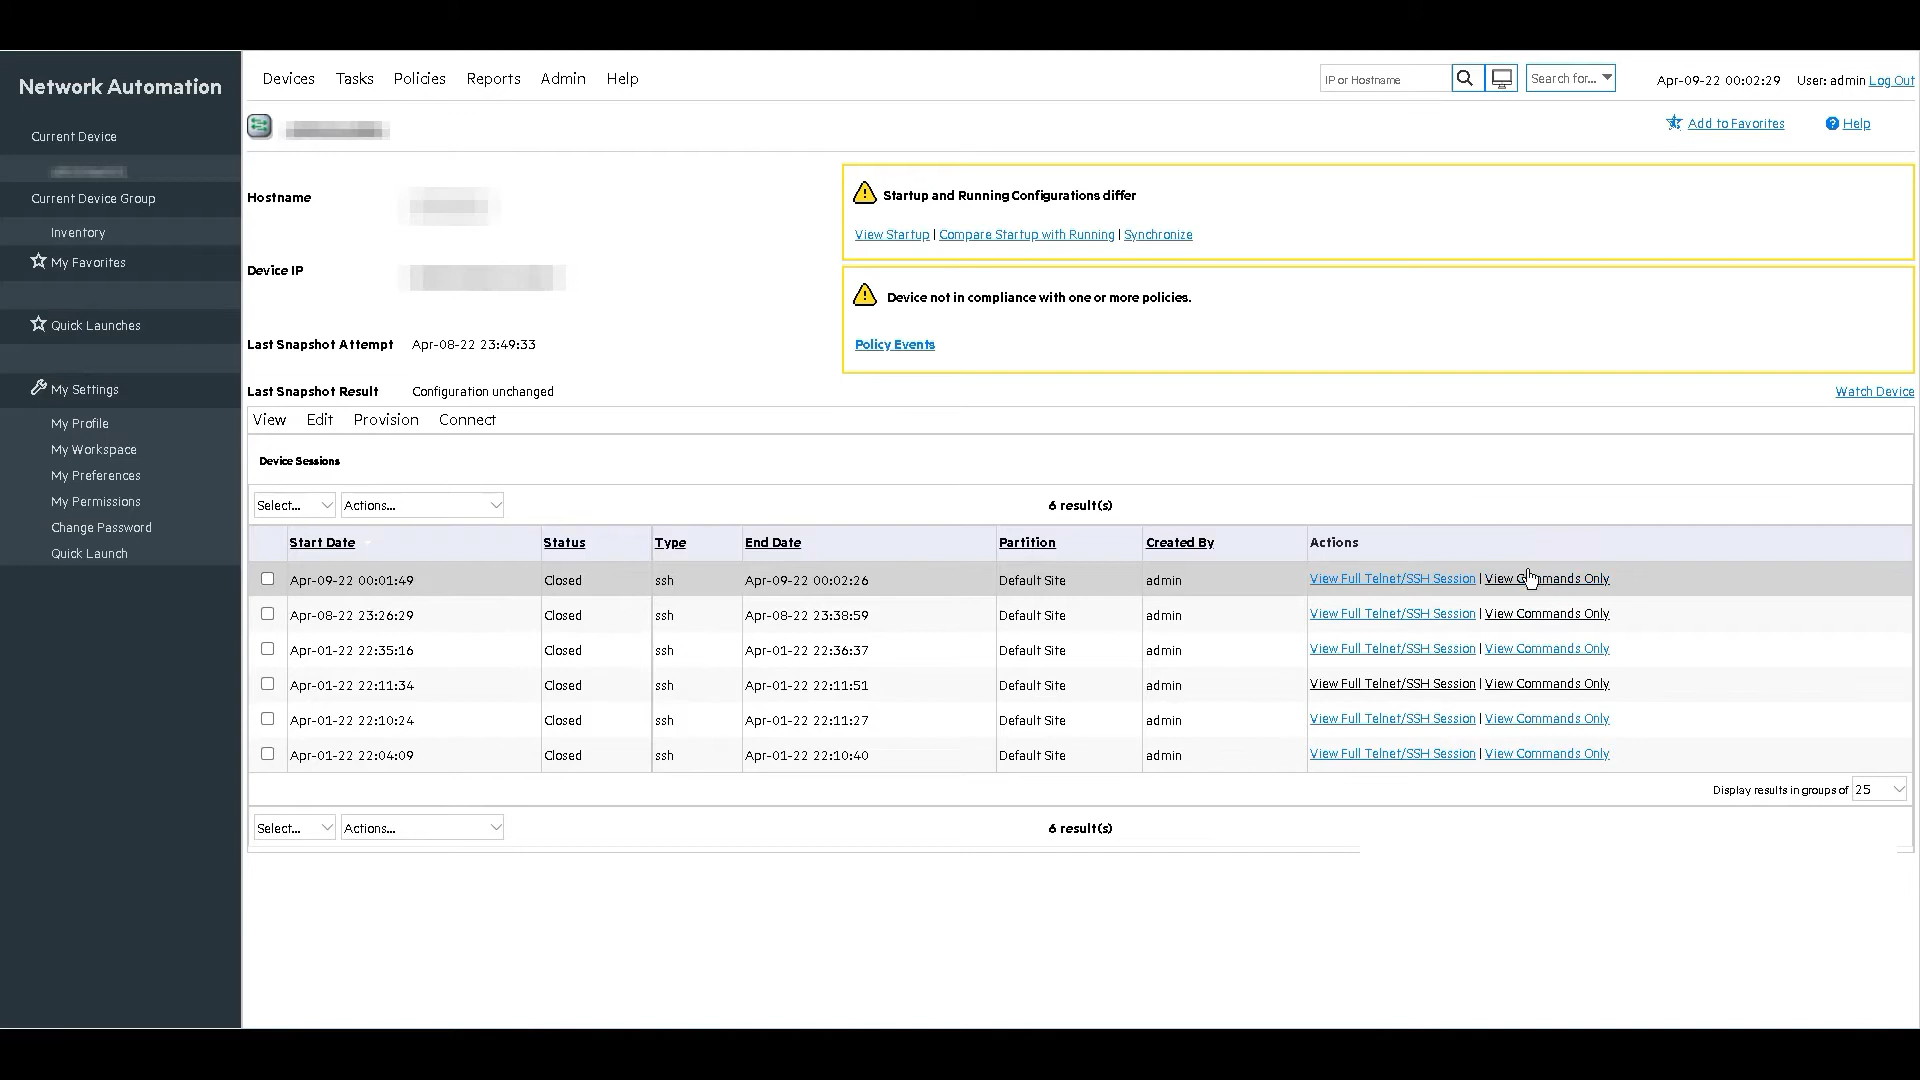 Network Automation
Devices Tasks Policies Reports Admin Help
IP or Hostname
Search for...
Apr-09-22 00:02:29 User: admin Log Out
Current Device
Current Device Group
Inventory
My Favorites
Quick Launches
My Settings
My Profile
My Workspace
My Preferences
My Permissions
Change Password
Quick Launch
Add to Favorites Help
Hostname
Device IP
Last Snapshot Attempt Apr-08-22 23:49:33
Last Snapshot Result Configuration unchanged
Startup and Running Configurations differ
View Startup | Compare Startup with Running | Synchronize
Device not in compliance with one or more policies.
Policy Events
Watch Device
View Edit Provision Connect
Device Sessions
Select... Actions... 6 result(s)
Start Date Status Type End Date Partition Created By Actions
Apr-09-22 00:01:49 Closed ssh Apr-09-22 00:02:26 Default Site admin View Full Telnet/SSH Session | View Commands Only
Apr-08-22 23:26:29 Closed ssh Apr-08-22 23:38:59 Default Site admin View Full Telnet/SSH Session | View Commands Only
Apr-01-22 22:35:16 Closed ssh Apr-01-22 22:36:37 Default Site admin View Full Telnet/SSH Session | View Commands Only
Apr-01-22 22:11:34 Closed ssh Apr-01-22 22:11:51 Default Site admin View Full Telnet/SSH Session | View Commands Only
Apr-01-22 22:10:24 Closed ssh Apr-01-22 22:11:27 Default Site admin View Full Telnet/SSH Session | View Commands Only
Apr-01-22 22:04:09 Closed ssh Apr-01-22 22:10:40 Default Site admin View Full Telnet/SSH Session | View Commands Only
Display results in groups of 25
Select... Actions... 6 result(s)